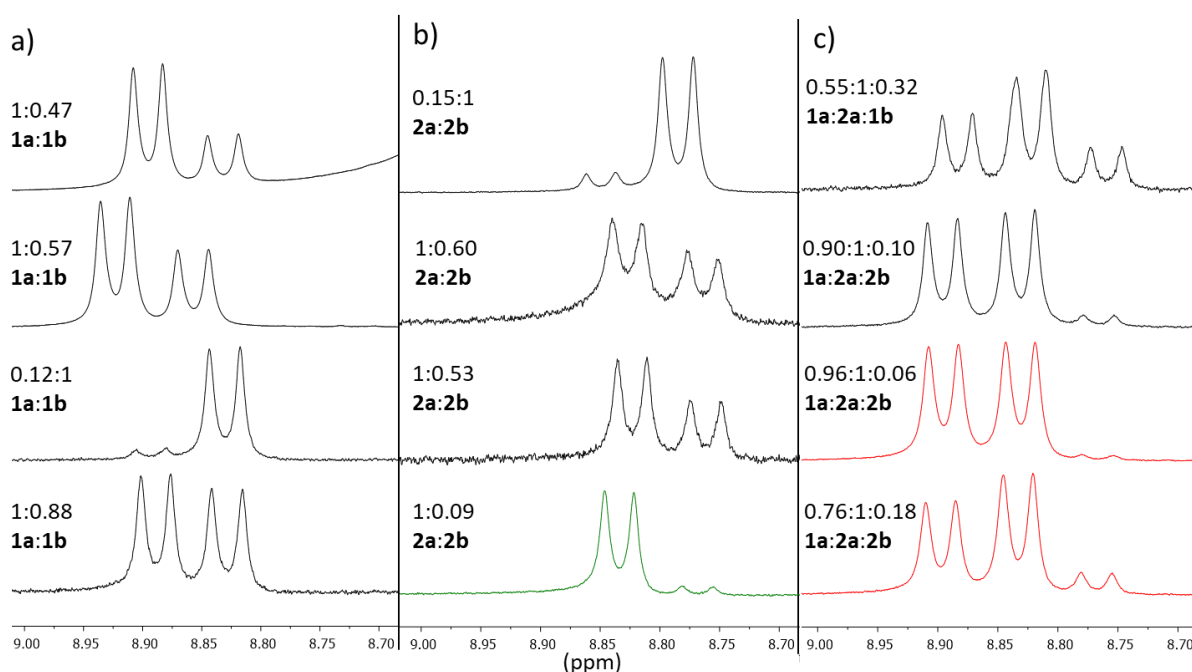 a)
1:0.47
1a:1b
1:0.57
1a:1b
0.12:1
1a:1b
1:0.88
1a:1b
9.00 8.95 8.90 8.85 8.80 8.75 8.70
b)
0.15:1
2a:2b
1:0.60
2a:2b
1:0.53
2a:2b
1:0.09
2a:2b
9.00 8.95 8.90 8.85 8.80 8.75 8.70
(ppm)
c)
0.55:1:0.32
1a:2a:1b
0.90:1:0.10
1a:2a:2b
0.96:1:0.06
1a:2a:2b
0.76:1:0.18
1a:2a:2b
9.00 8.95 8.90 8.85 8.80 8.75 8.70